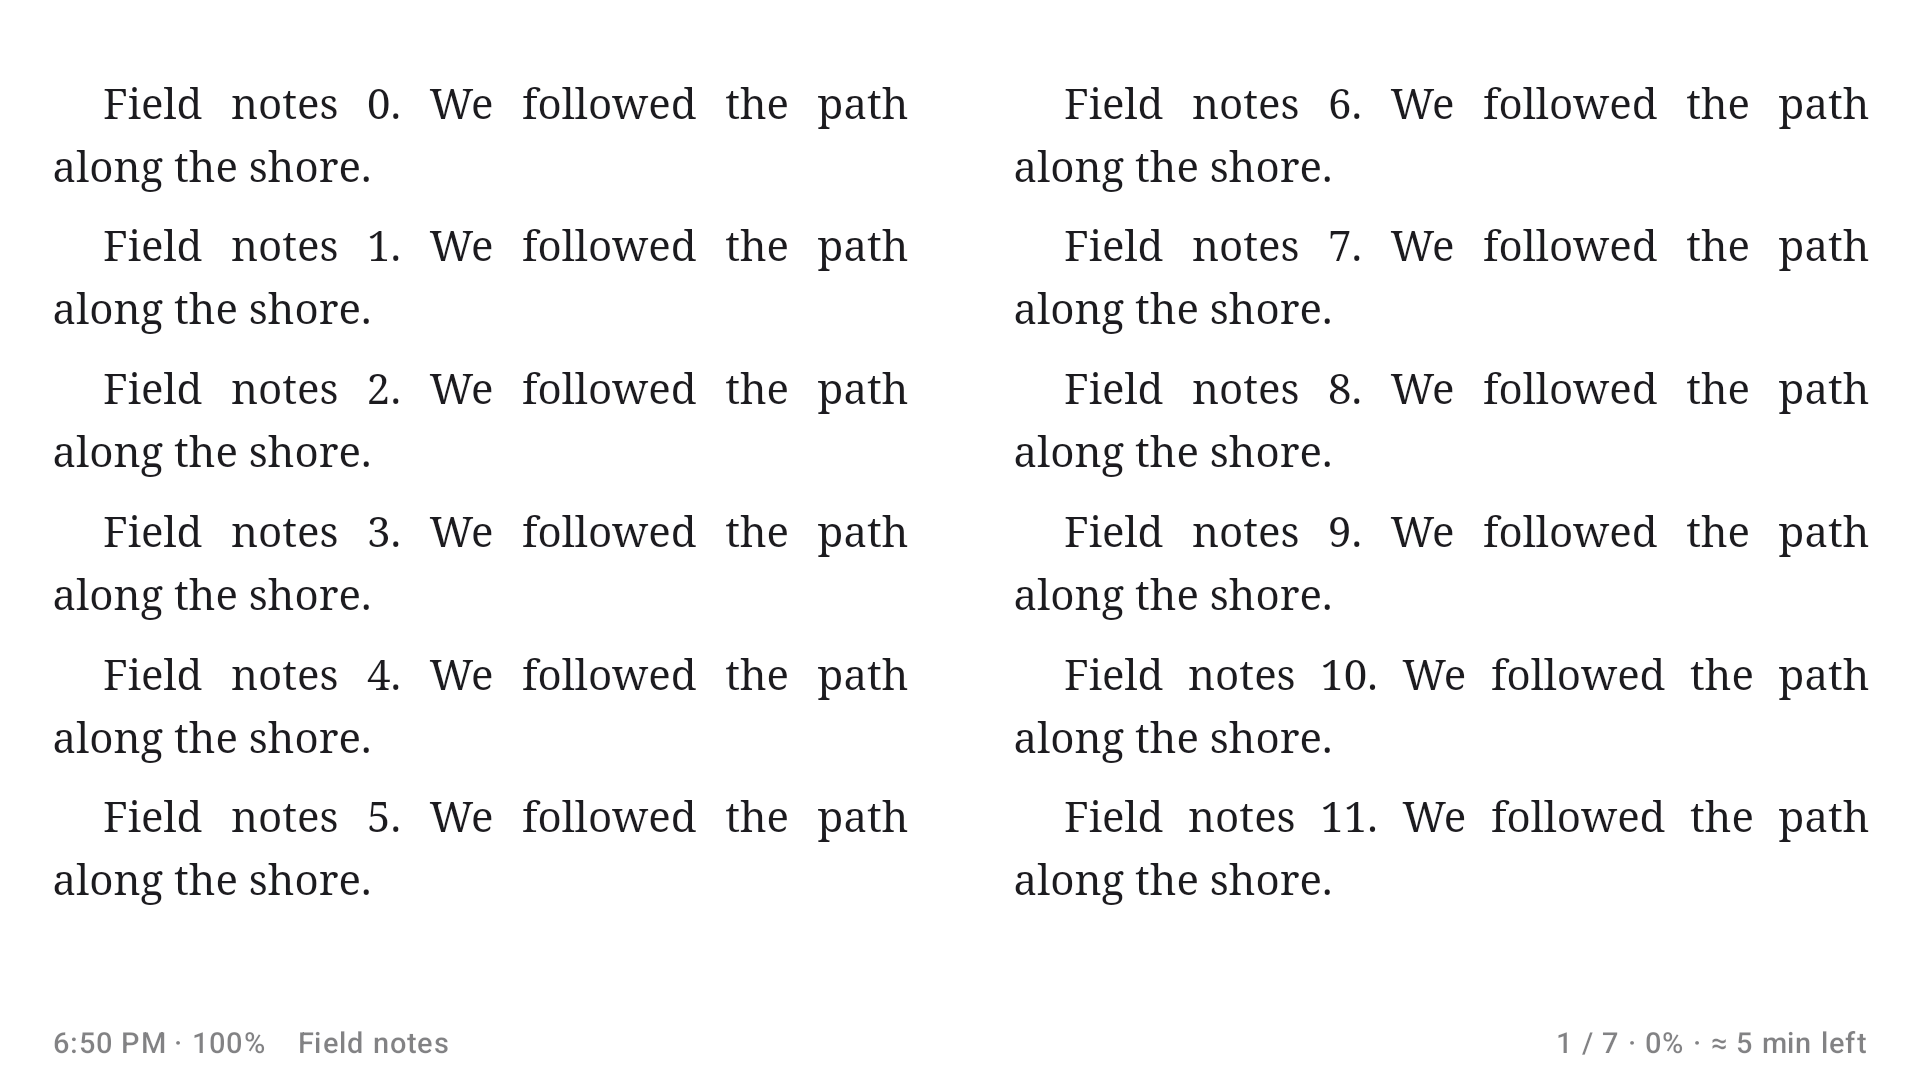 Field notes 0. We followed the path
along the shore.
Field notes 1. We followed the path
along the shore.
Field notes 2. We followed the path
along the shore.
Field notes 3. We followed the path
along the shore.
Field notes 4. We followed the path
along the shore.
Field notes 5. We followed the path
along the shore.
Field notes 6. We followed the path
along the shore.
Field notes 7. We followed the path
along the shore.
Field notes 8. We followed the path
along the shore.
Field notes 9. We followed the path
along the shore.
Field notes 10. We followed the path
along the shore.
Field notes 11. We followed the path
along the shore.
6:50 PM · 100% Field notes
1 / 7 · 0% · ≈ 5 min left